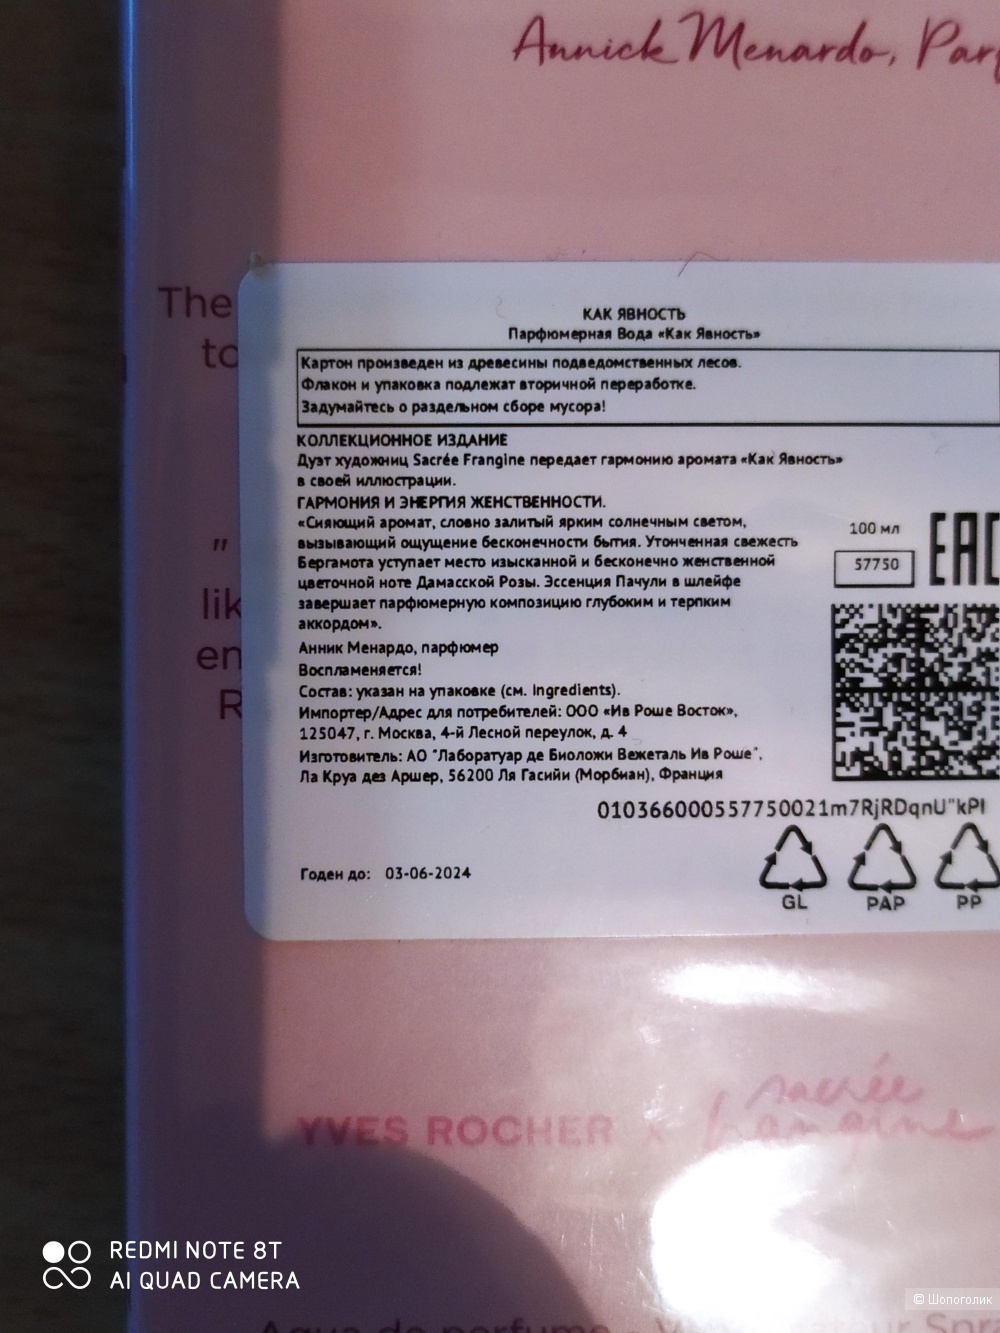 Annick Menardo,
The
to
"
lik
en
R
КАК ЯВНОСТЬ
Парфюмерная Вода «Как Явность»
Картон произведен из древесины подведомственных лесов.
Флакон и упаковка подлежат вторичной переработке.
Задумайтесь о раздельном сборе мусора!
КОЛЛЕКЦИОННОЕ ИЗДАНИЕ
Дуэт художниц Sacrée Frangine передает гармонию аромата «Как Явность»
в своей иллюстрации.
ГАРМОНИЯ И ЭНЕРГИЯ ЖЕНСТВЕННОСТИ.
«Сияющий аромат, словно залитый ярким солнечным светом,
вызывающий ощущение бесконечности бытия. Утонченная свежесть
Бергамота уступает место изысканной и бесконечно женственной
цветочной ноте Дамасской Розы. Эссенция Пачули в шлейфе
завершает парфюмерную композицию глубоким и терпким
аккордом».
Анник Менардо, парфюмер
Воспламеняется!
Состав: указан на упаковке (см. Ingredients).
Импортер/Адрес для потребителей: ООО «Ив Роше Восток»,
125047, г. Москва, 4-й Лесной переулок, д. 4
Изготовитель: АО "Лаборатуар де Биоложи Вежеталь Ив Роше",
Ла Круа дез Аршер, 56200 Ля Гасийи (Морбиан), Франция
100 мл
57750
EAC
010366000557750021m7RjRDqnU"kPI
GL PAP PP
Годен до: 03-06-2024
YVES ROCHER x sacrée frangine
REDMI NOTE 8T
AI QUAD CAMERA
© Шопоголик
Agua de perfume